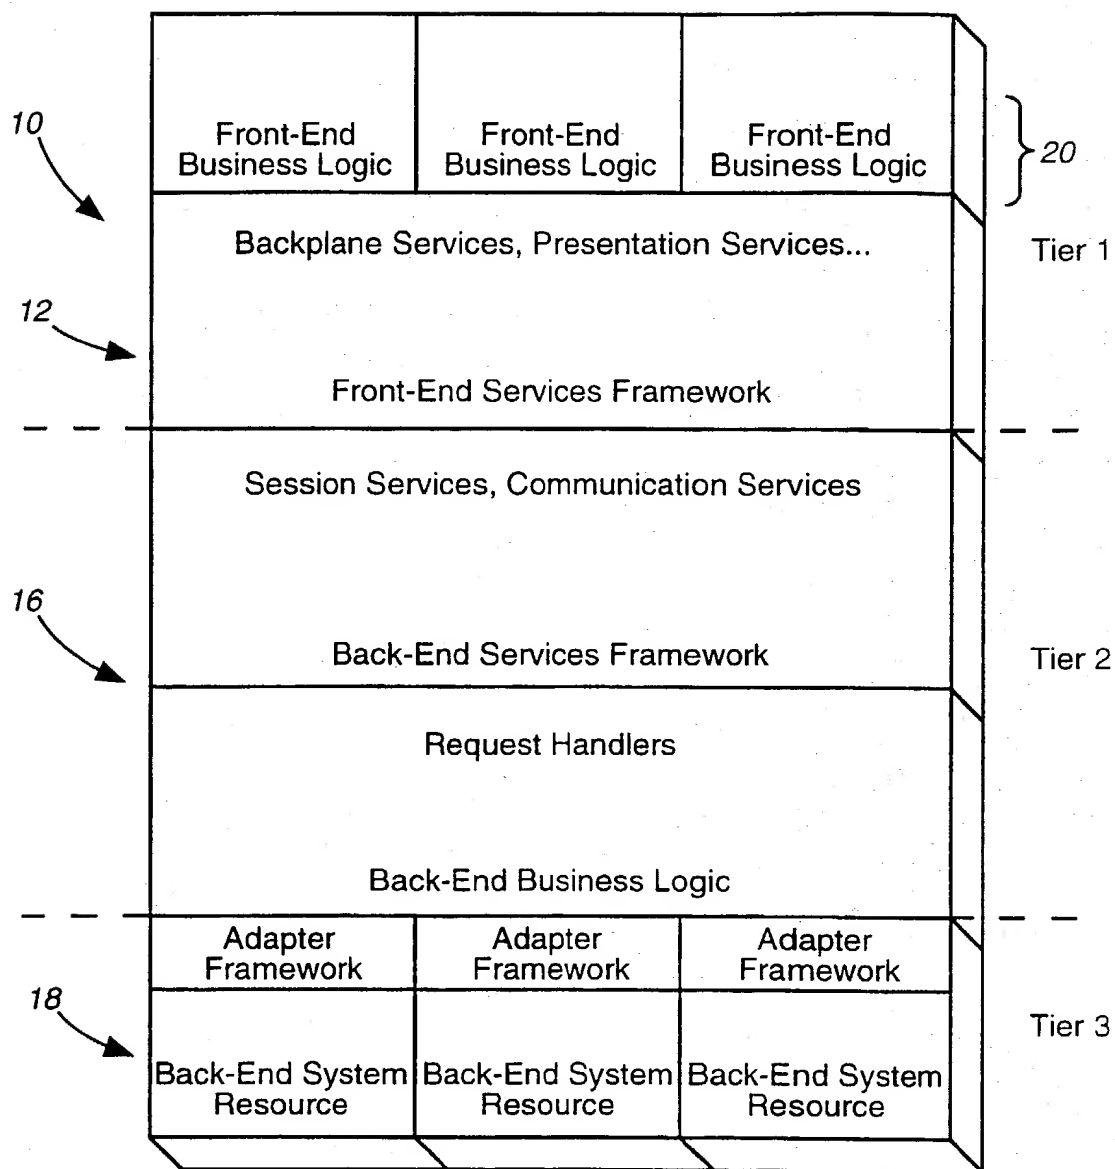 10
Front-End
Business Logic
Front-End
Business Logic
Front-End
Business Logic
20
Backplane Services, Presentation Services...
Tier 1
12
Front-End Services Framework
Session Services, Communication Services
16
Back-End Services Framework
Tier 2
Request Handlers
Back-End Business Logic
Adapter
Framework
Adapter
Framework
Adapter
Framework
18
Tier 3
Back-End System
Resource
Back-End System
Resource
Back-End System
Resource